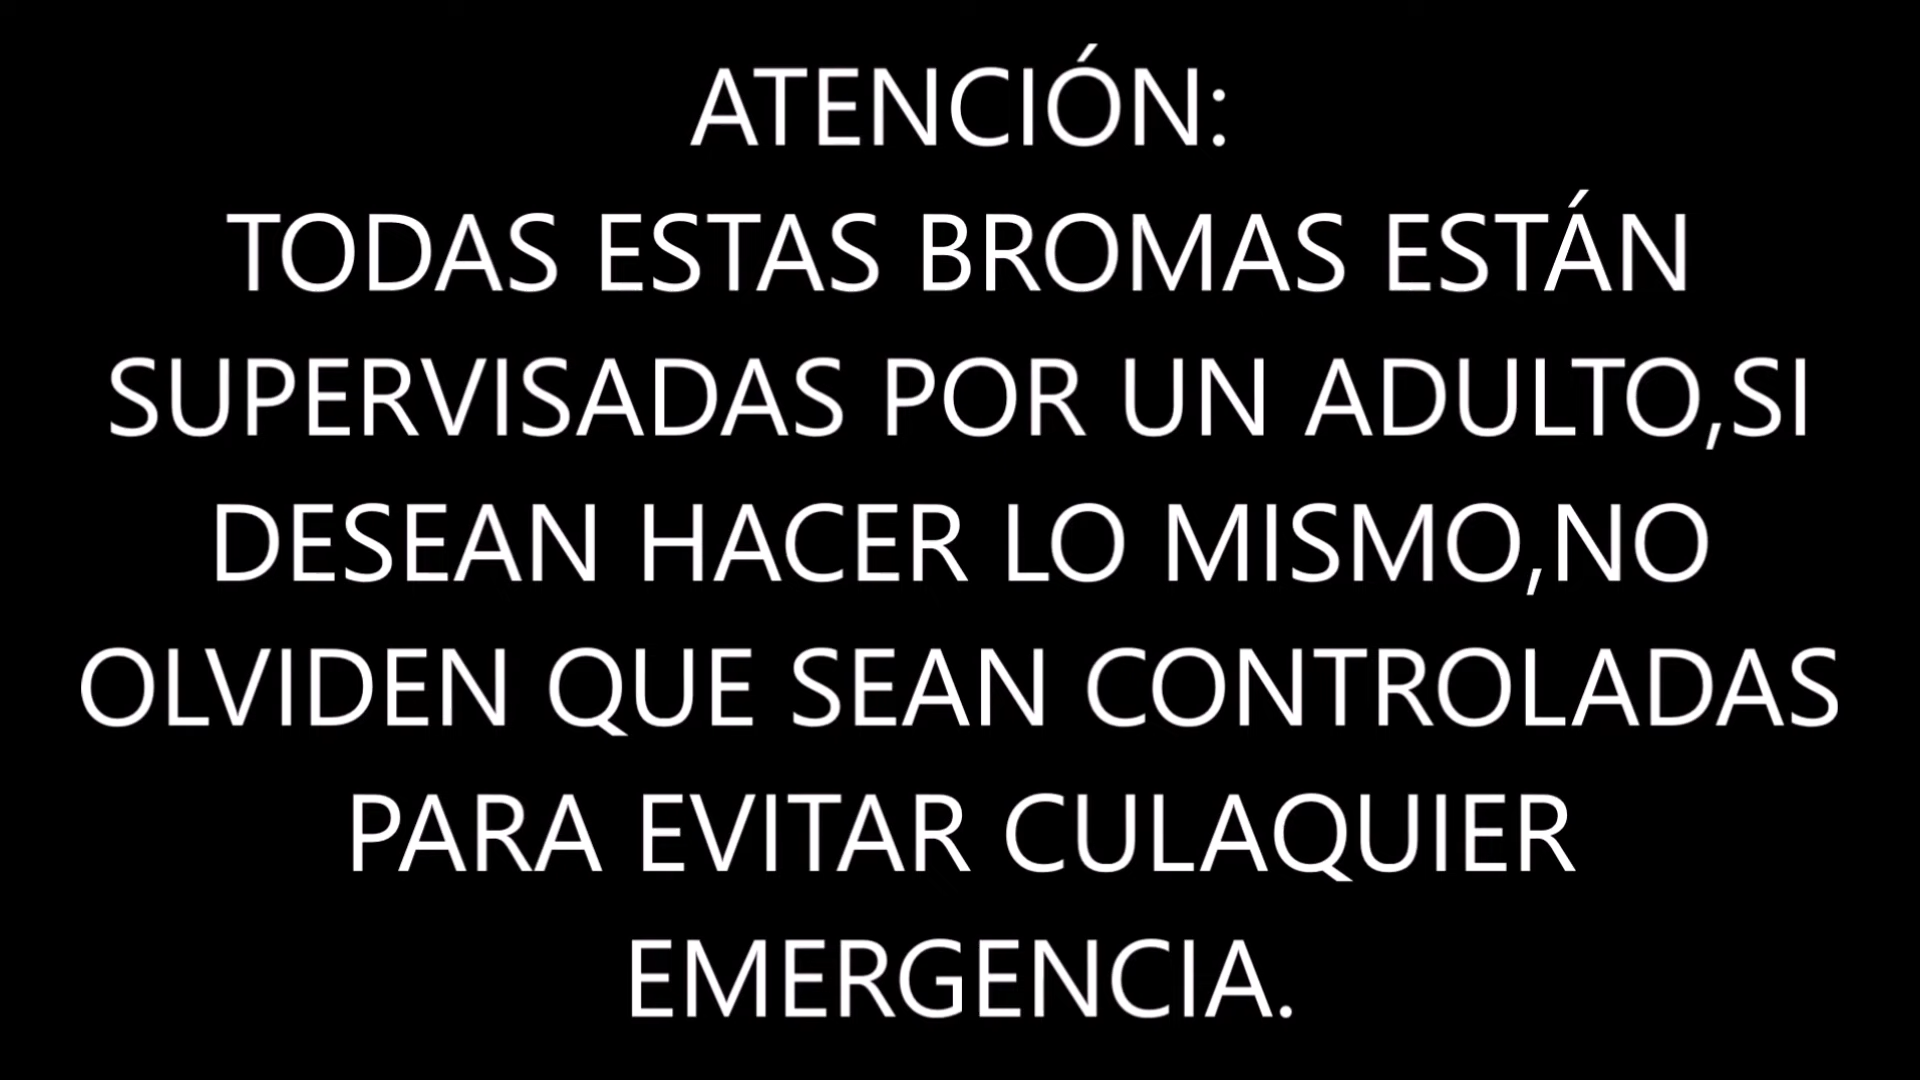 ATENCIÓN:
TODAS ESTAS BROMAS ESTÁN
SUPERVISADAS POR UN ADULTO,SI
DESEAN HACER LO MISMO,NO
OLVIDEN QUE SEAN CONTROLADAS
PARA EVITAR CULAQUIER
EMERGENCIA.